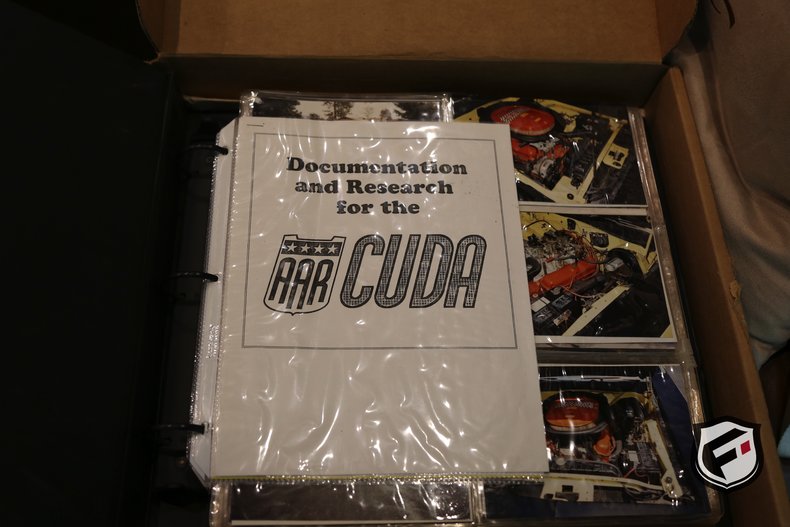 Documentation
and Research
for the
AAR CUDA